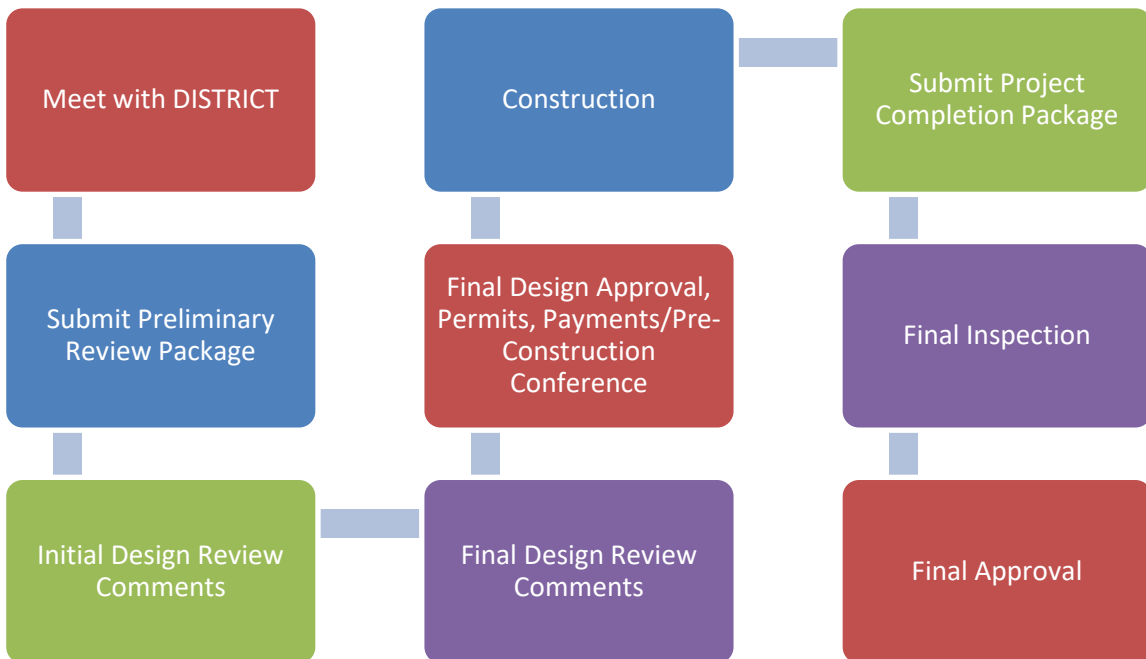 Meet with DISTRICT
Submit Preliminary
Review Package
Initial Design Review
Comments
Final Design Review
Comments
Final Design Approval,
Permits, Payments/Pre-
Construction
Conference
Construction
Submit Project
Completion Package
Final Inspection
Final Approval